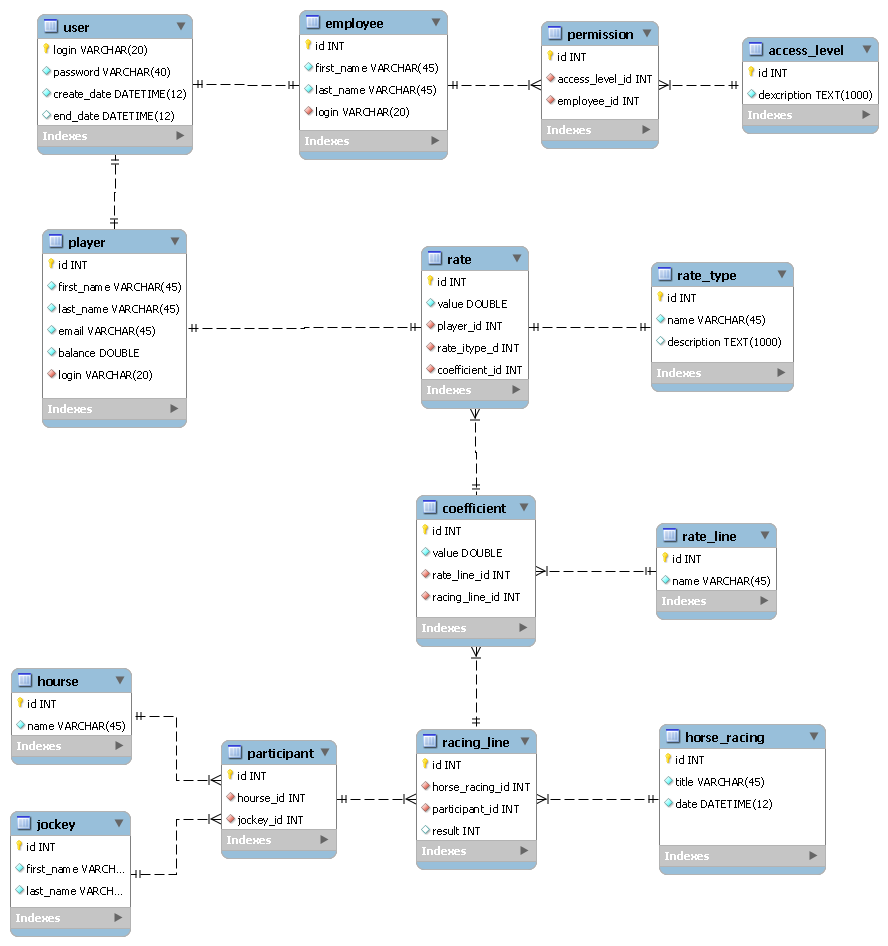 user
login VARCHAR(20)
password VARCHAR(40)
create_date DATETIME(12)
end_date DATETIME(12)
Indexes
employee
id INT
first_name VARCHAR(45)
last_name VARCHAR(45)
login VARCHAR(20)
Indexes
permission
id INT
access_level_id INT
employee_id INT
Indexes
access_level
id INT
dexcription TEXT(1000)
Indexes
player
id INT
first_name VARCHAR(45)
last_name VARCHAR(45)
email VARCHAR(45)
balance DOUBLE
login VARCHAR(20)
Indexes
rate
id INT
value DOUBLE
player_id INT
rate_itype_d INT
coefficient_id INT
Indexes
rate_type
id INT
name VARCHAR(45)
description TEXT(1000)
Indexes
coefficient
id INT
value DOUBLE
rate_line_id INT
racing_line_id INT
Indexes
rate_line
id INT
name VARCHAR(45)
Indexes
hourse
id INT
name VARCHAR(45)
Indexes
participant
id INT
hourse_id INT
jockey_id INT
Indexes
racing_line
id INT
horse_racing_id INT
participant_id INT
result INT
Indexes
horse_racing
id INT
title VARCHAR(45)
date DATETIME(12)
Indexes
jockey
id INT
first_name VARCH...
last_name VARCH...
Indexes